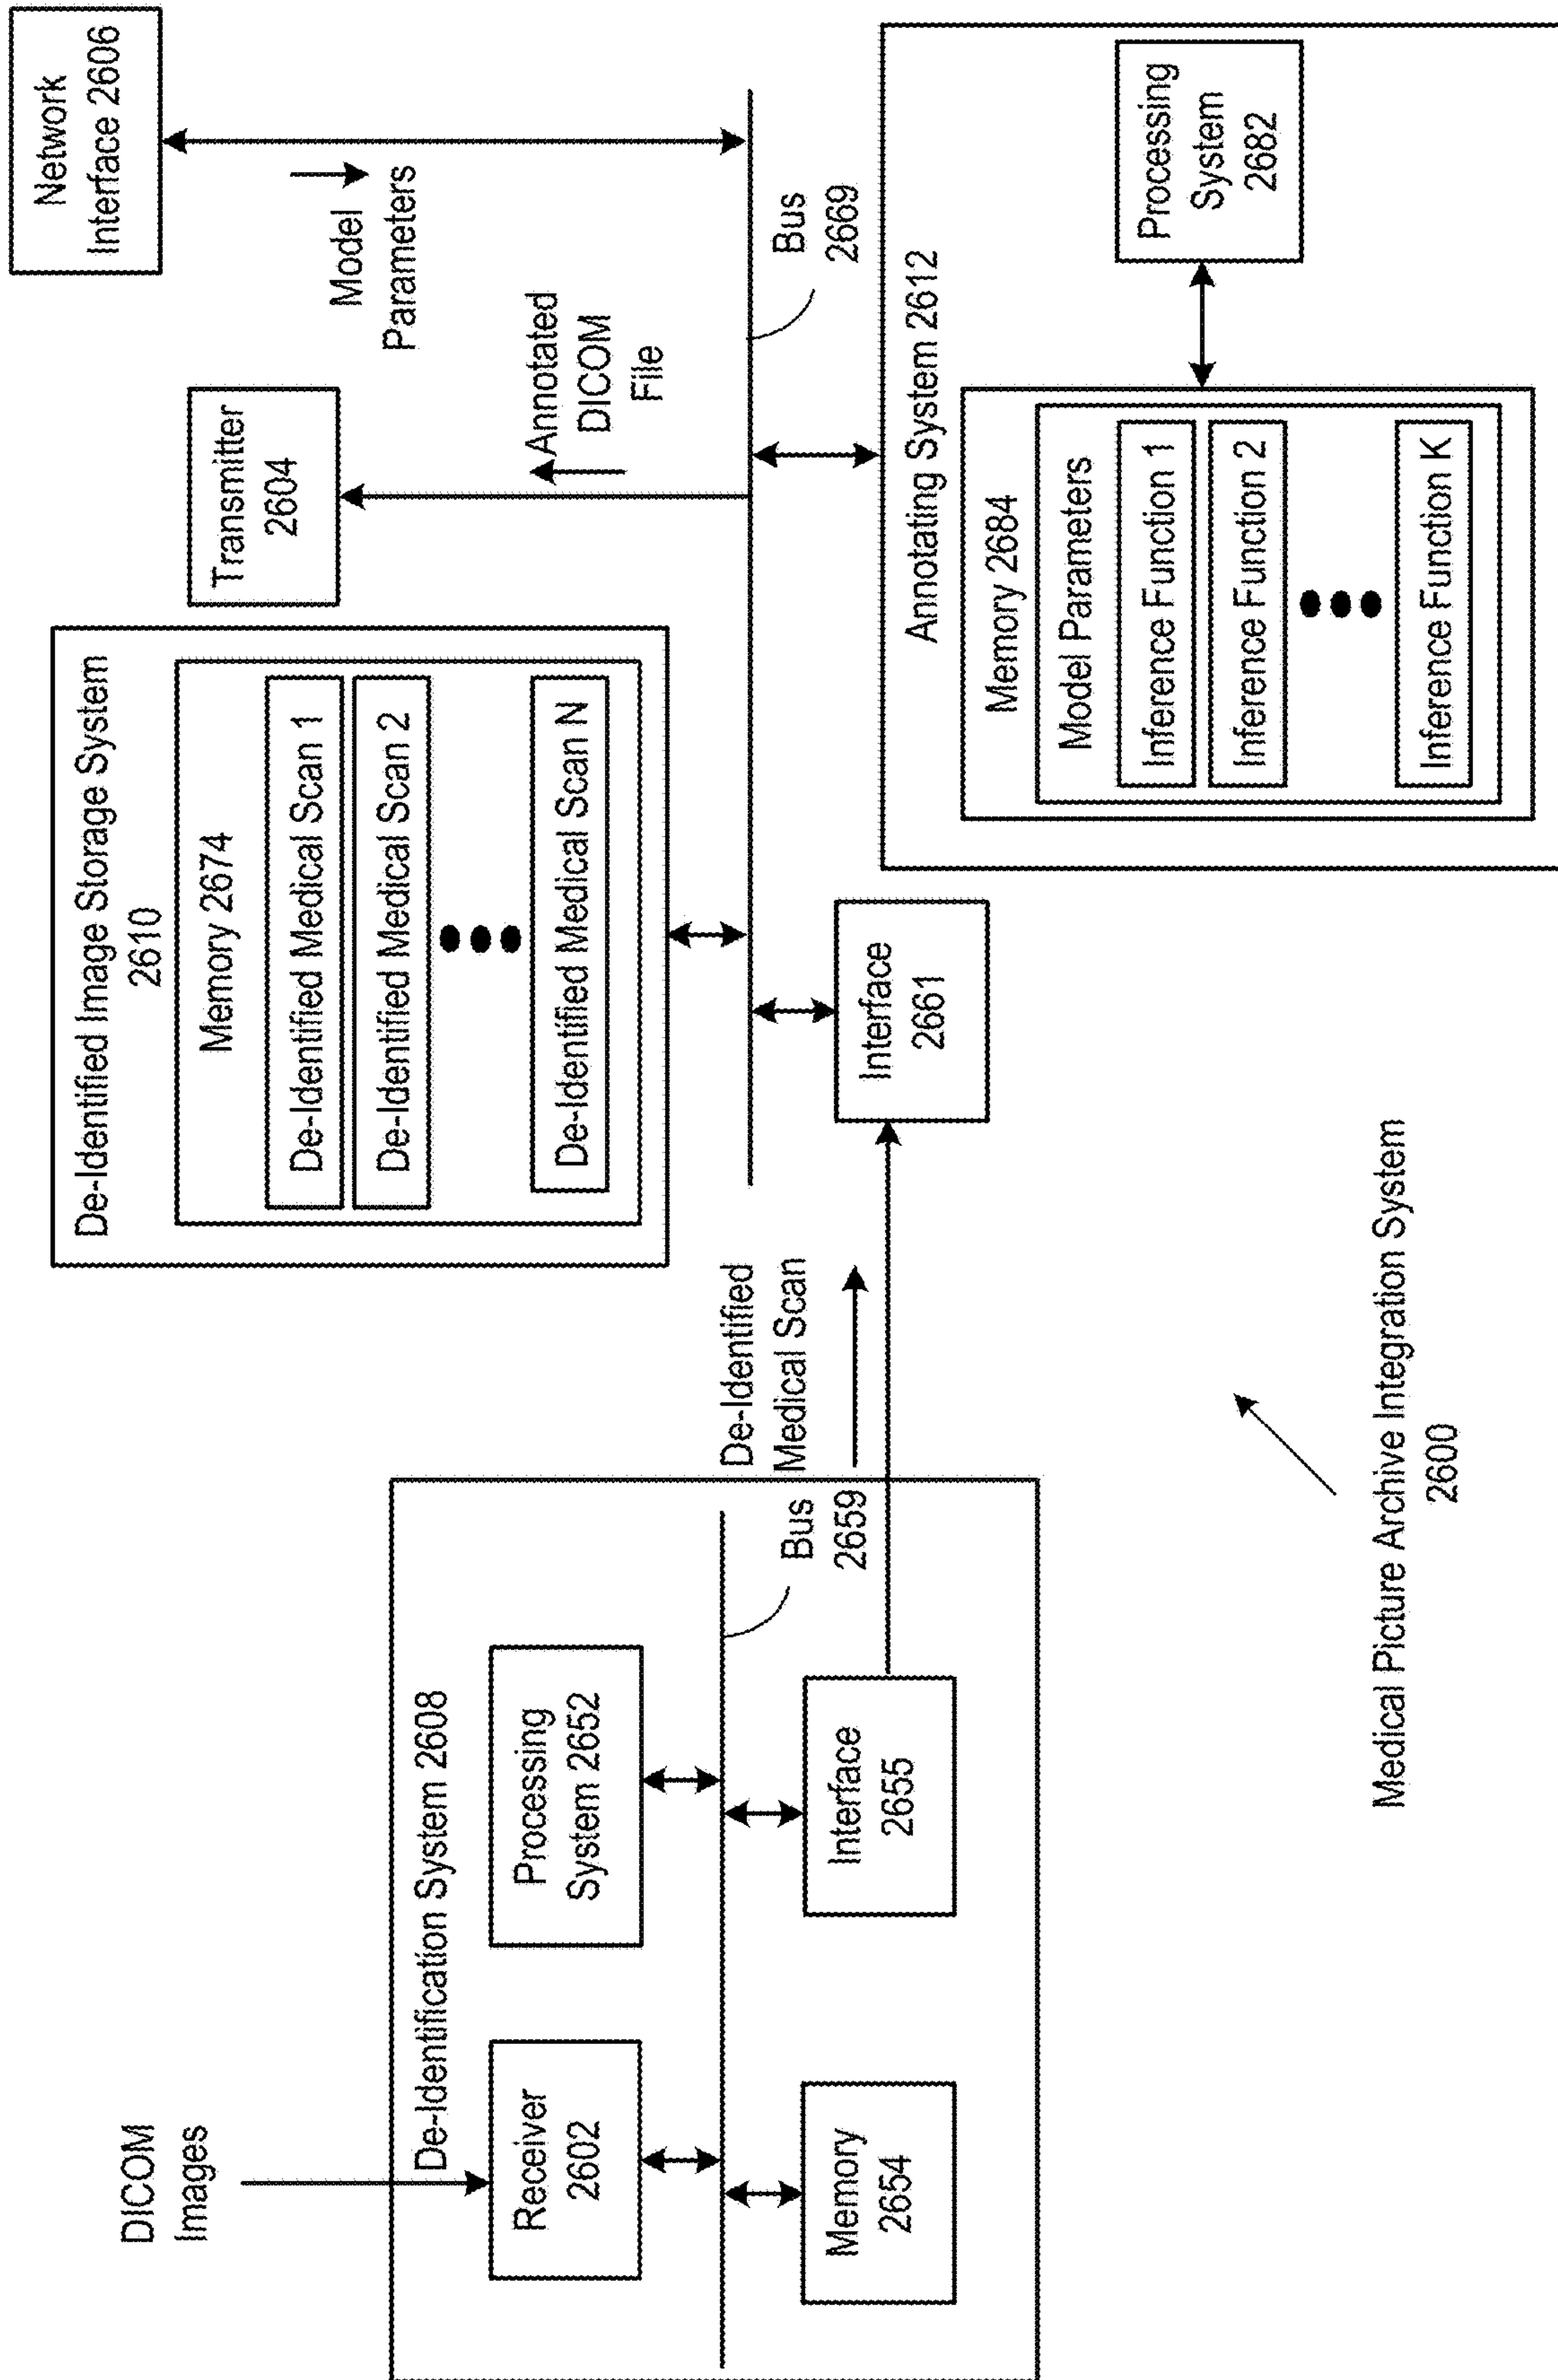 DICOM
Images
De-Identification System 2608
Receiver
2602
Processing
System 2652
Memory
2654
Interface
2655
Bus
2659
De-Identified
Medical Scan
De-Identified Image Storage System
2610
Memory 2674
De-Identified Medical Scan 1
De-Identified Medical Scan 2
De-Identified Medical Scan N
Interface
2661
Transmitter
2604
Annotated
DICOM
File
Network
Interface 2606
Model
Parameters
Bus
2669
Annotating System 2612
Memory 2684
Model Parameters
Inference Function 1
Inference Function 2
Inference Function K
Processing
System
2682
Medical Picture Archive Integration System
2600